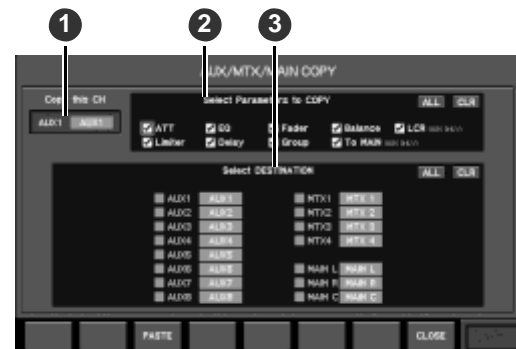 1 2 3
AUX/MTX/MAIN COPY
Copy this CH Select Parameters to COPY ALL CLR
AUX1 AUX1
ATT EQ Fader Balance LCR
Limiter Delay Group To MAIN
Select DESTINATION ALL CLR
AUX1 AUX1 MTX1 MTX 1
AUX2 AUX2 MTX2 MTX 2
AUX3 AUX3 MTX3 MTX 3
AUX4 AUX4 MTX4 MTX 4
AUX5 AUX5
AUX6 AUX6 MAIN L MAIN L
AUX7 AUX7 MAIN R MAIN R
AUX8 AUX8 MAIN C MAIN C
PASTE CLOSE